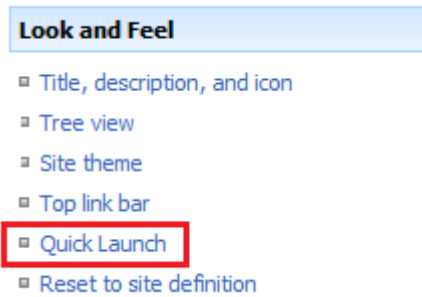 Look and Feel
Title, description, and icon
Tree view
Site theme
Top link bar
Quick Launch
Reset to site definition